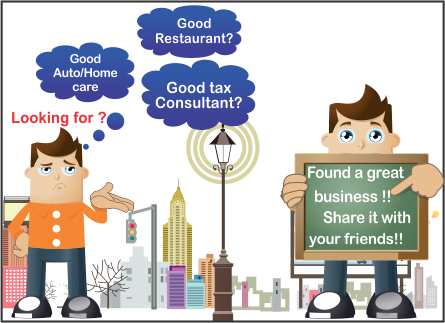 Good
Restaurant?
Good
Auto/Home
care
Good tax
Consultant?
Looking for ?
Found a great
business !!
Share it with
your friends!!